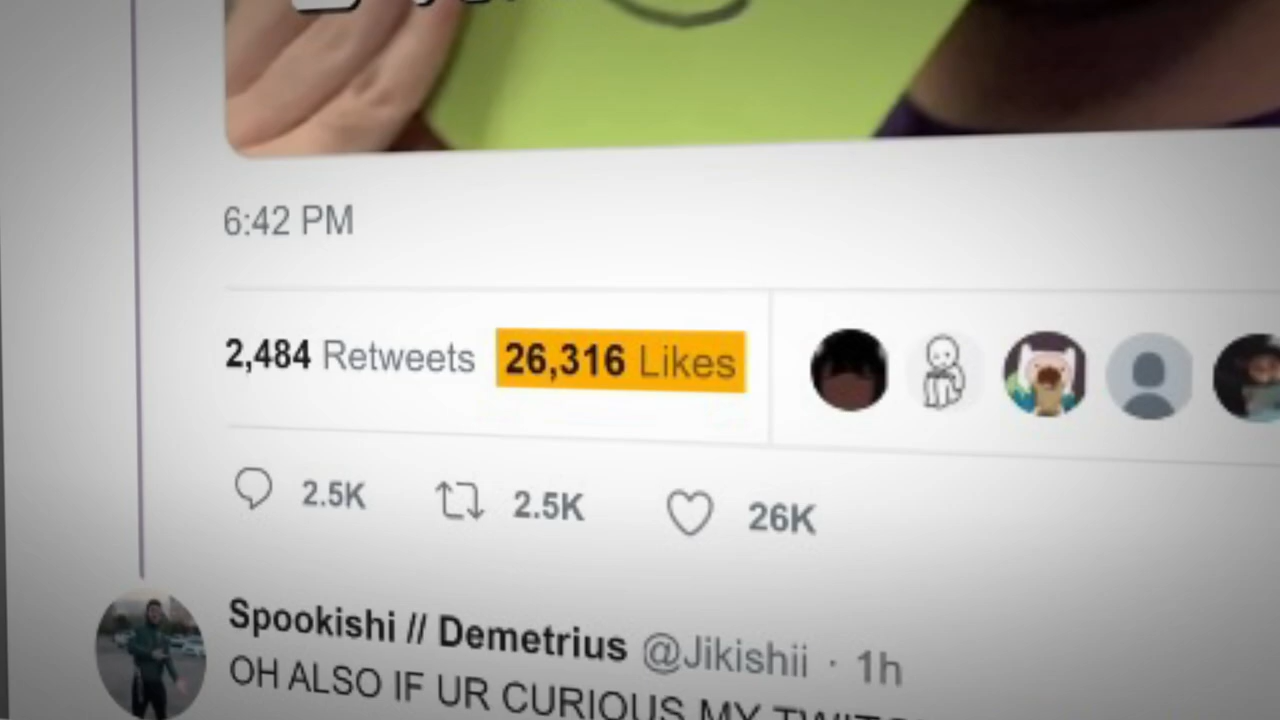 6:42 PM
2,484 Retweets 26,316 Likes
2.5K 2.5K 26K
Spookishi // Demetrius @Jikishii · 1h
OH ALSO IF UR CURIOUS MY